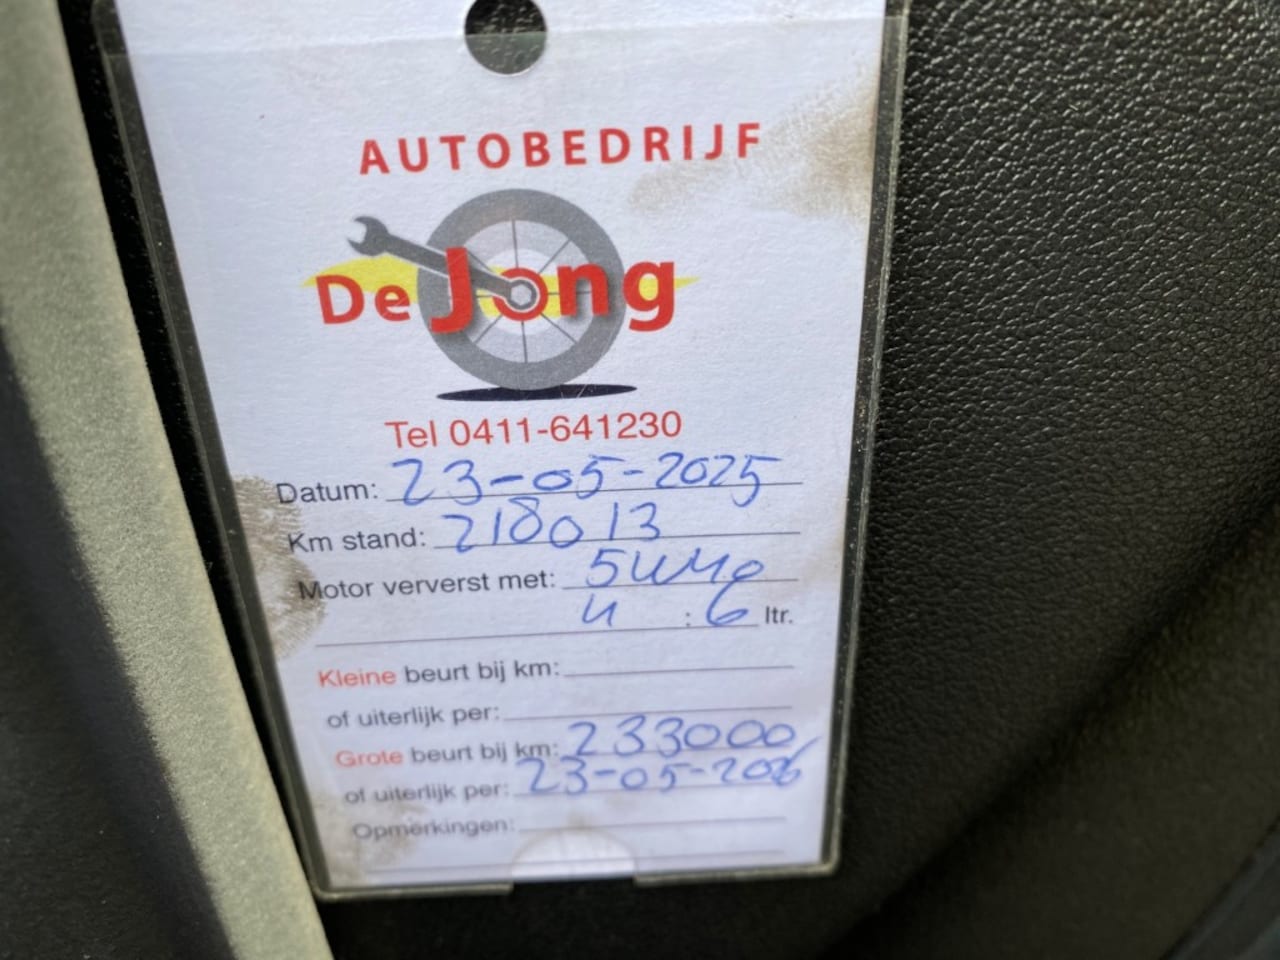 AUTOBEDRIJF
De Jong
Tel 0411-641230
Datum: 23-05-2025
Km stand: 218013
Motor ververst met: 5W40
4 : 6 ltr.
Kleine beurt bij km:
of uiterlijk per:
Grote beurt bij km: 233000
of uiterlijk per: 23-05-2026
Opmerkingen: